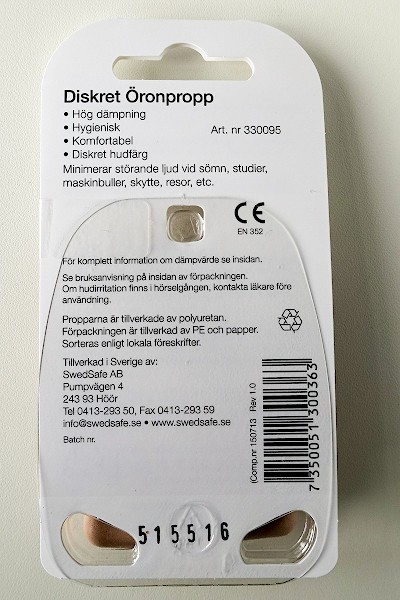 Diskret Öronpropp
• Hög dämpning
• Hygienisk
Art. nr 330095
• Komfortabel
• Diskret hudfärg
Minimerar störande ljud vid sömn, studier,
maskinbuller, skytte, resor, etc.
CE
EN 352
För komplett information om dämpvärde se insidan.
Se bruksanvisning på insidan av förpackningen.
Om hudirritation finns i hörselgången, kontakta läkare före
användning.
Propparna är tillverkade av polyuretan.
Förpackningen är tillverkad av PE och papper.
Sorteras enligt lokala föreskrifter.
Tillverkad i Sverige av:
SwedSafe AB
Pumpvägen 4
243 93 Höör
Tel 0413-293 50, Fax 0413-293 59
info@swedsafe.se • www.swedsafe.se
Batch nr.
(Comp.nr 150713 Rev 1.0
7 350051 300363
515516